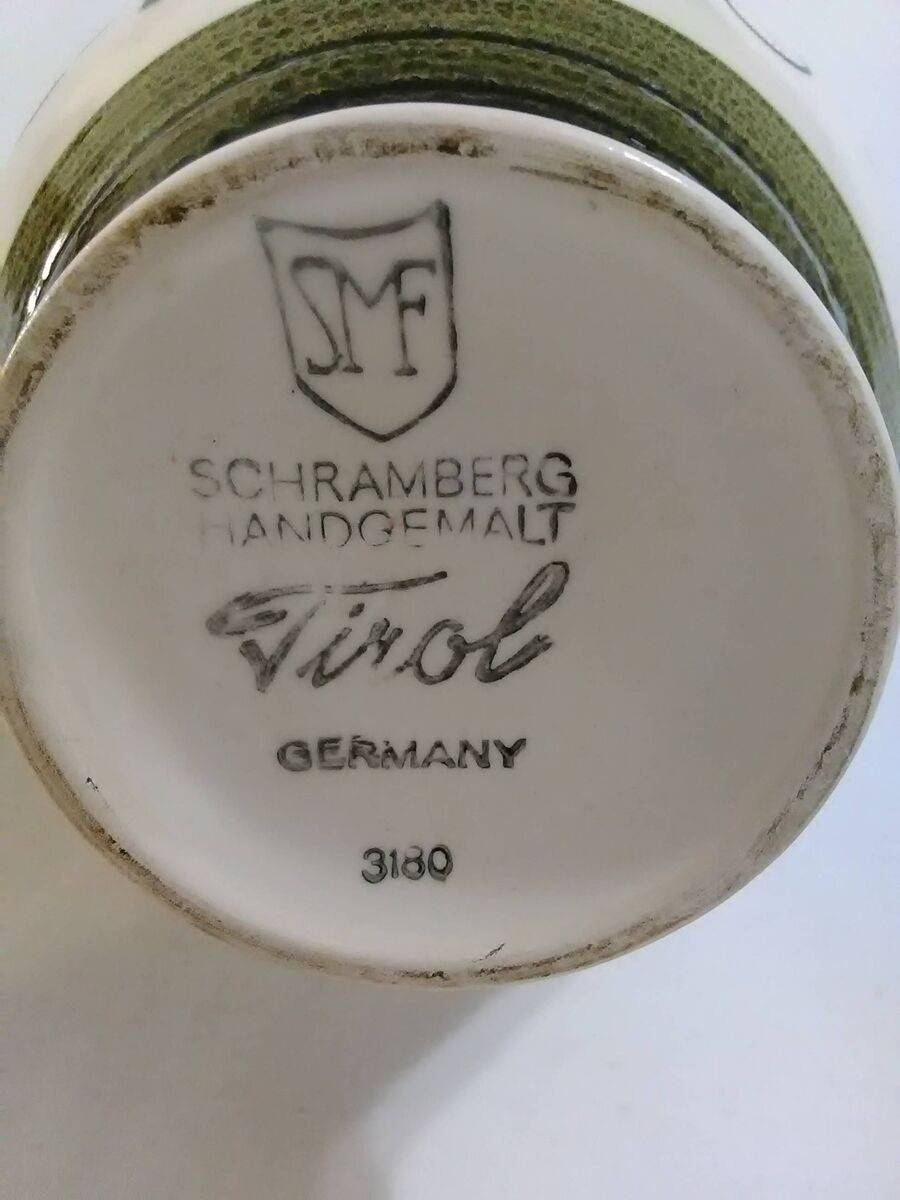 SMF
SCHRAMBERG
HANDGEMALT
Tirol
GERMANY
3180